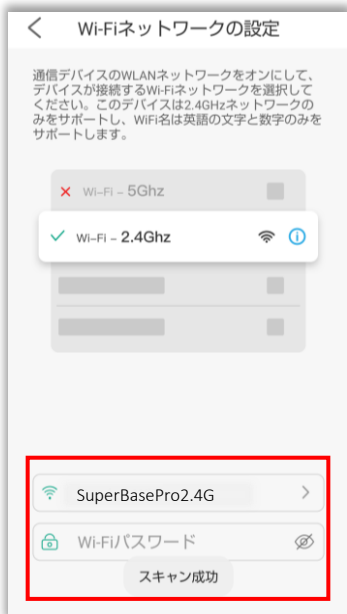 Wi-Fiネットワークの設定
通信デバイスのWLANネットワークをオンにして、
デバイスが接続するWi-Fiネットワークを選択して
ください。このデバイスは2.4GHzネットワークの
みをサポートし、WiFi名は英語の文字と数字のみを
サポートします。
Wi-Fi – 5Ghz
Wi-Fi – 2.4Ghz
SuperBasePro2.4G
Wi-Fiパスワード
スキャン成功